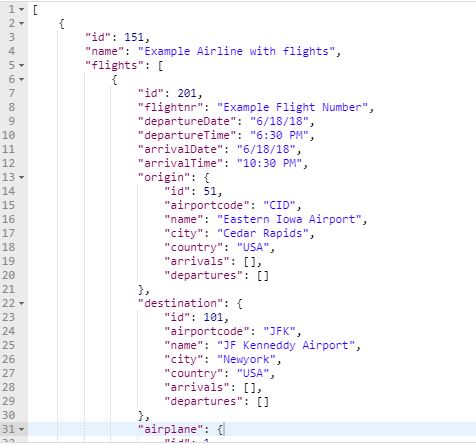 1 [
2 {
3 "id": 151,
4 "name": "Example Airline with flights",
5 "flights": [
6 {
7 "id": 201,
8 "flightnr": "Example Flight Number",
9 "departureDate": "6/18/18",
10 "departureTime": "6:30 PM",
11 "arrivalDate": "6/18/18",
12 "arrivalTime": "10:30 PM",
13 "origin": {
14 "id": 51,
15 "airportcode": "CID",
16 "name": "Eastern Iowa Airport",
17 "city": "Cedar Rapids",
18 "country": "USA",
19 "arrivals": [],
20 "departures": []
21 },
22 "destination": {
23 "id": 101,
24 "airportcode": "JFK",
25 "name": "JF Kenneddy Airport",
26 "city": "Newyork",
27 "country": "USA",
28 "arrivals": [],
29 "departures": []
30 },
31 "airplane": {